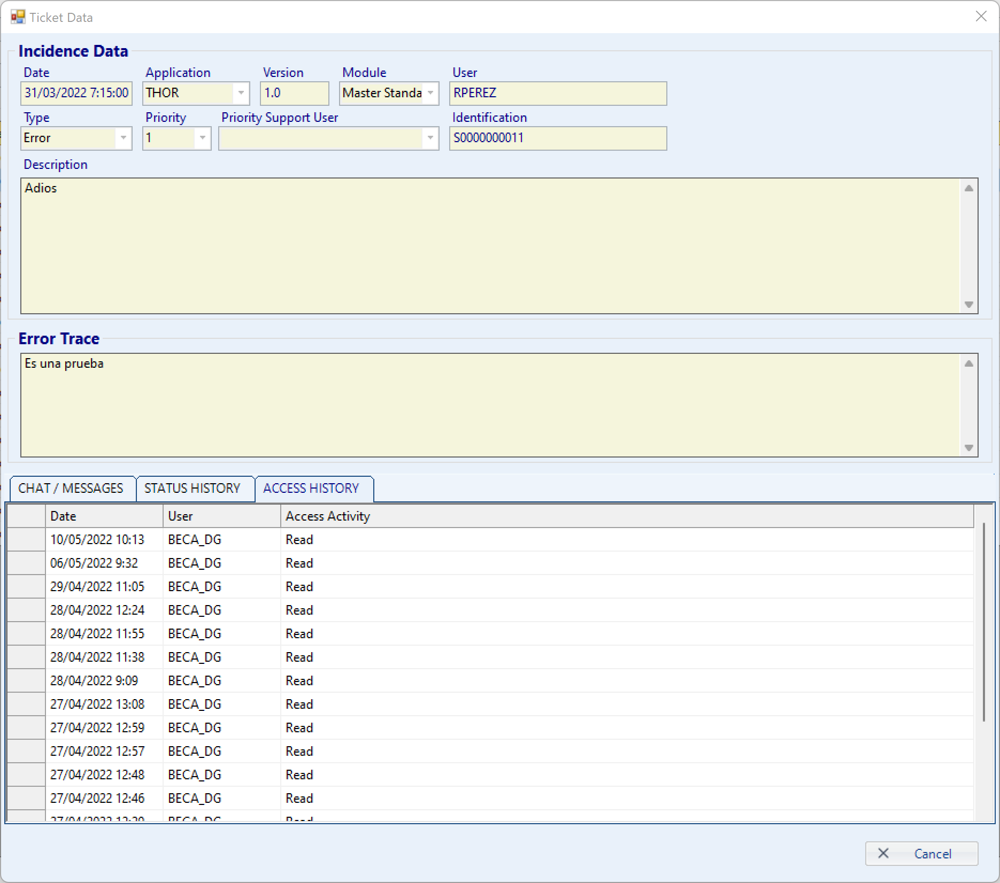 Ticket Data
Incidence Data
Date Application Version Module User
31/03/2022 7:15:00 THOR 1.0 Master Standa RPEREZ
Type Priority Priority Support User Identification
Error 1 S0000000011
Description
Adios
Error Trace
Es una prueba
CHAT / MESSAGES STATUS HISTORY ACCESS HISTORY
Date User Access Activity
10/05/2022 10:13 BECA_DG Read
06/05/2022 9:32 BECA_DG Read
29/04/2022 11:05 BECA_DG Read
28/04/2022 12:24 BECA_DG Read
28/04/2022 11:55 BECA_DG Read
28/04/2022 11:38 BECA_DG Read
28/04/2022 9:09 BECA_DG Read
27/04/2022 13:08 BECA_DG Read
27/04/2022 12:59 BECA_DG Read
27/04/2022 12:57 BECA_DG Read
27/04/2022 12:48 BECA_DG Read
27/04/2022 12:46 BECA_DG Read
27/04/2022 BECA_DG Read
Cancel